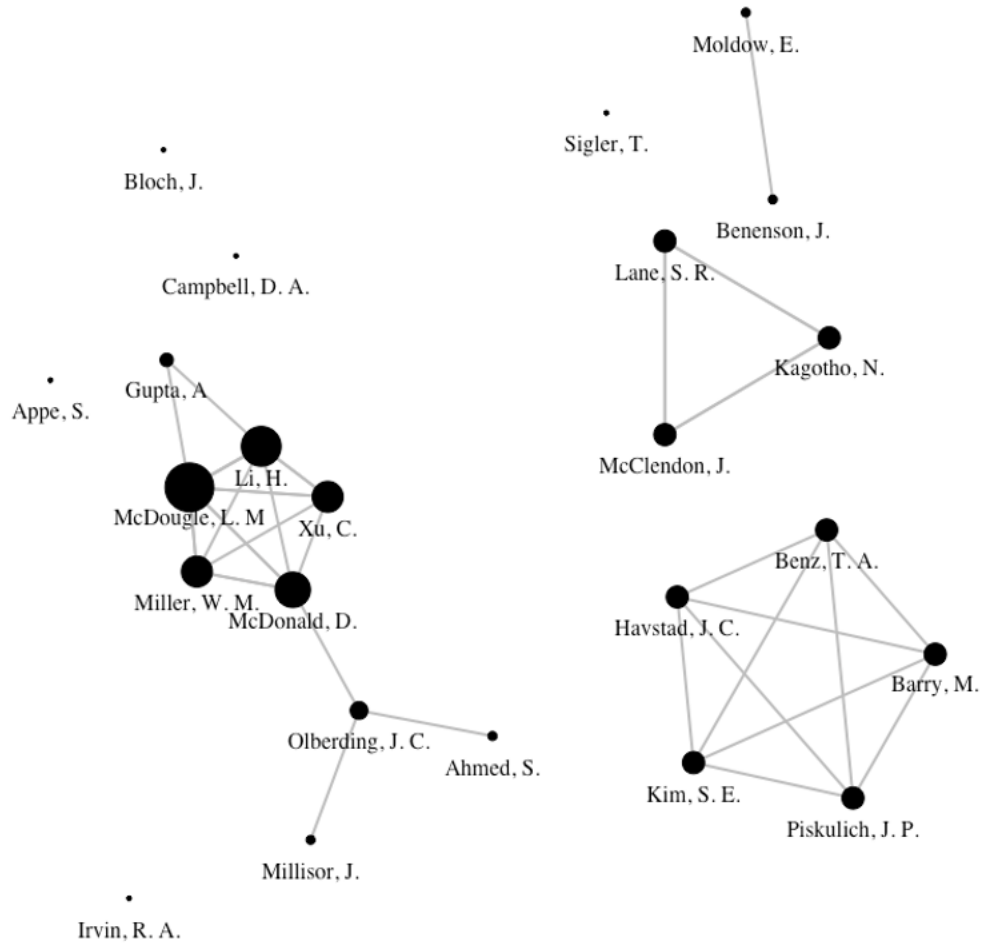 Moldow, E.
Sigler, T.
Bloch, J.
Benenson, J.
Lane, S. R.
Campbell, D. A.
Kagotho, N.
Gupta, A
Appe, S.
McClendon, J.
Li, H.
McDougle, L. M
Xu, C.
Benz, T. A.
Miller, W. M.
McDonald, D.
Havstad, J. C.
Barry, M.
Olberding, J. C.
Ahmed, S.
Kim, S. E.
Piskulich, J. P.
Millisor, J.
Irvin, R. A.